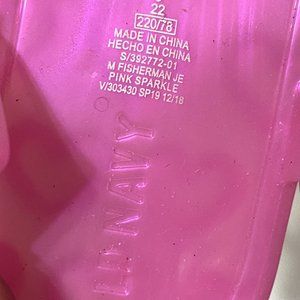 22
220/78
MADE IN CHINA
HECHO EN CHINA
S/392772-01
M FISHERMAN JE
PINK SPARKLE
V/303430 SP19 12/18
LD NAVY